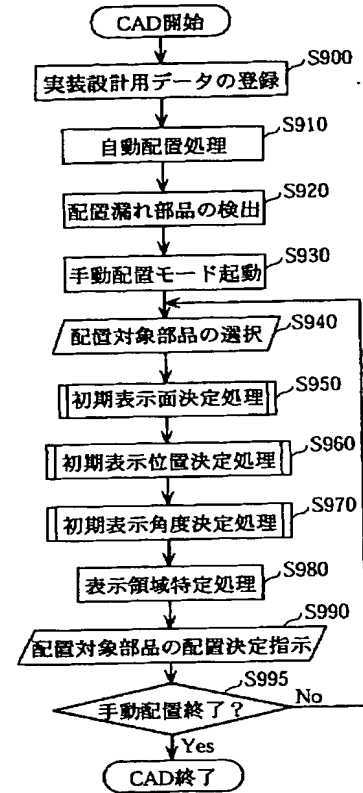 CAD開始
S900
実装設計用データの登録
S910
自動配置処理
S920
配置漏れ部品の検出
S930
手動配置モード起動
S940
配置対象部品の選択
S950
初期表示面決定処理
S960
初期表示位置決定処理
S970
初期表示角度決定処理
S980
表示領域特定処理
S990
配置対象部品の配置決定指示
S995
手動配置終了?
No
Yes
CAD終了